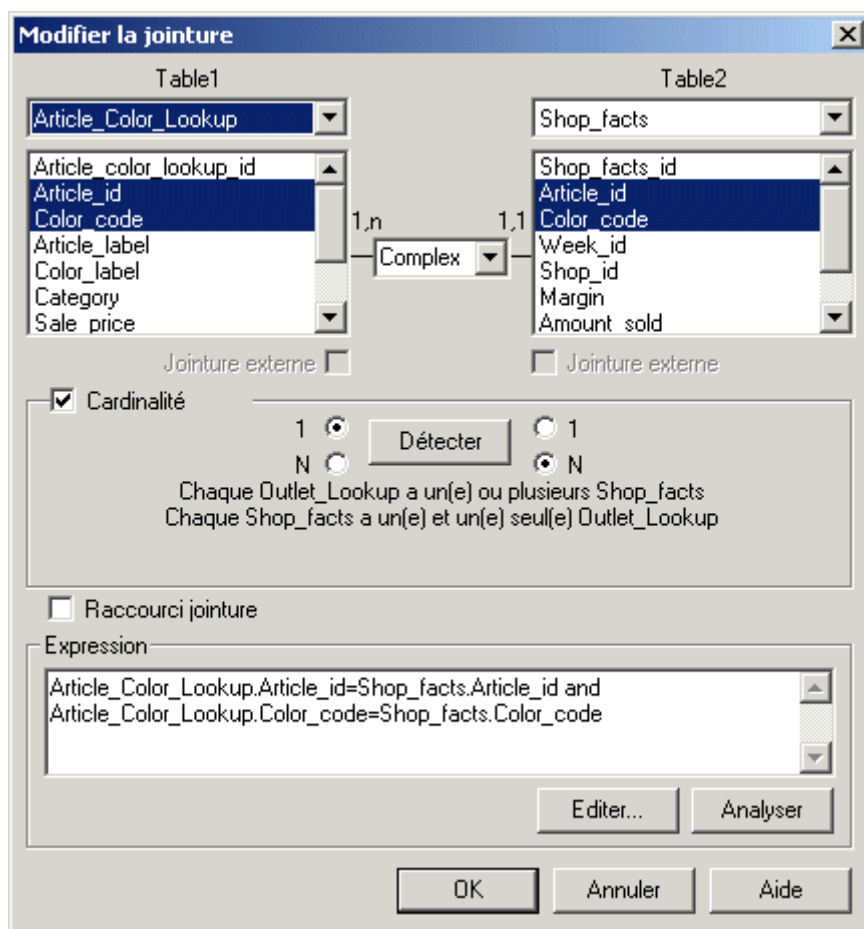 Modifier la jointure
Table1 Table2
Article_Color_Lookup Shop_facts
Article_color_lookup_id Shop_facts_id
Article_id Article_id
Color_code 1,n 1,1 Color_code
Article_label Week_id
Color_label Complex Shop_id
Category Margin
Sale_price Amount_sold
Jointure externe Jointure externe
Cardinalité
1 Détecter 1
N N
Chaque Outlet_Lookup a un(e) ou plusieurs Shop_facts
Chaque Shop_facts a un(e) et un(e) seul(e) Outlet_Lookup
Raccourci jointure
Expression
Article_Color_Lookup.Article_id=Shop_facts.Article_id and
Article_Color_Lookup.Color_code=Shop_facts.Color_code
Editer... Analyser
OK Annuler Aide